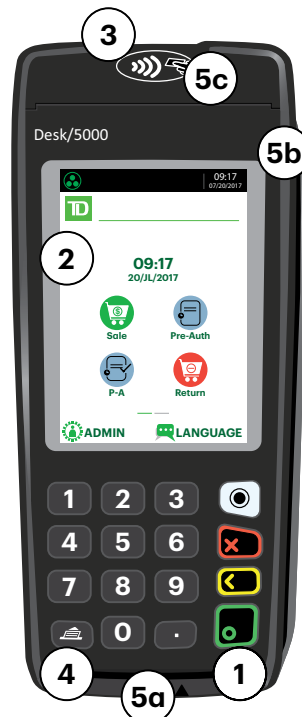 3
5c
Desk/5000
5b
09:17
07/20/2017
TD
2
09:17
20/JL/2017
Sale
Pre-Auth
P-A
Return
ADMIN
LANGUAGE
1 2 3
4 5 6
7 8 9
0 .
4
5a
1